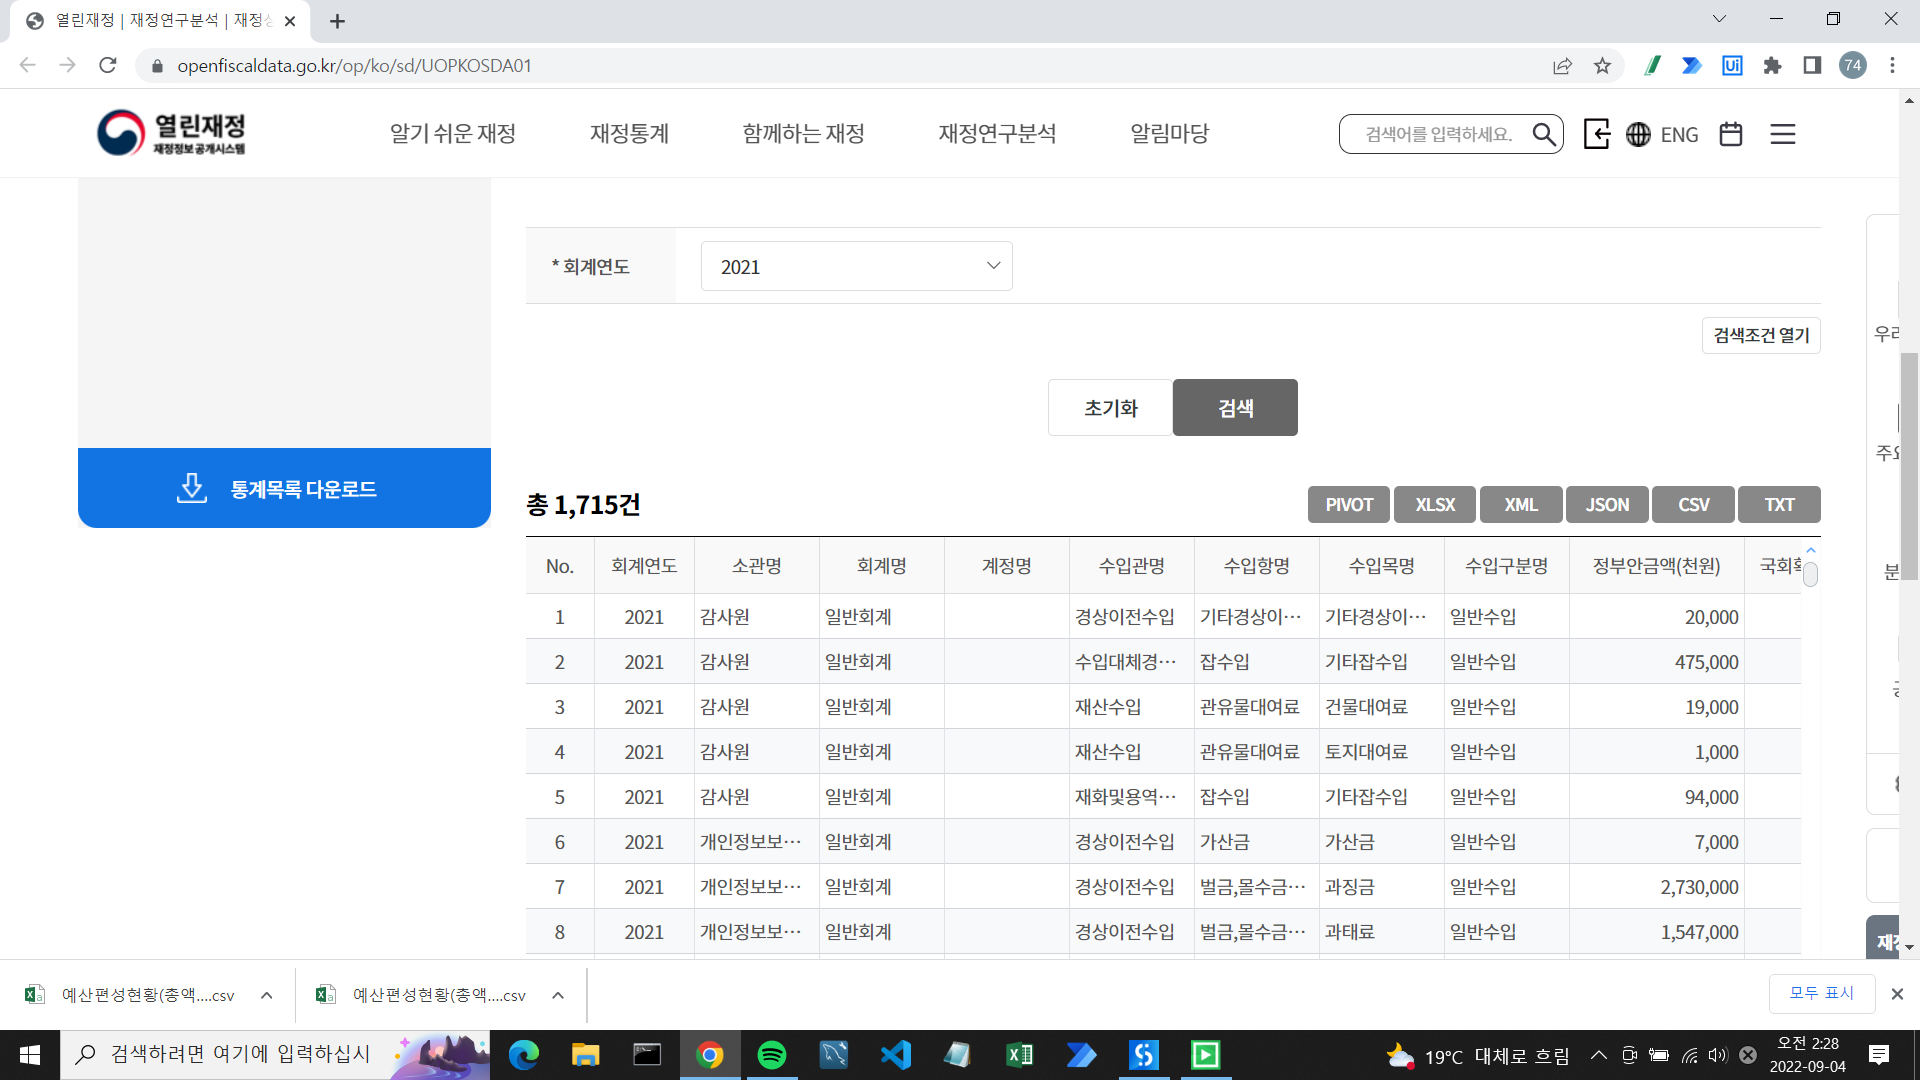 열린재정 | 재정연구분석 | 재정상
openfiscaldata.go.kr/op/ko/sd/UOPKOSDA01
74
열린재정
재정정보공개시스템
알기 쉬운 재정
재정통계
함께하는 재정
재정연구분석
알림마당
검색어를 입력하세요.
ENG
* 회계연도
2021
검색조건 열기
초기화
검색
통계목록 다운로드
총 1,715건
PIVOT XLSX XML JSON CSV TXT
No. 회계연도 소관명 회계명 계정명 수입관명 수입항명 수입목명 수입구분명 정부안금액(천원) 국회확
1 2021 감사원 일반회계 경상이전수입 기타경상이… 기타경상이… 일반수입 20,000
2 2021 감사원 일반회계 수입대체경… 잡수입 기타잡수입 일반수입 475,000
3 2021 감사원 일반회계 재산수입 관유물대여료 건물대여료 일반수입 19,000
4 2021 감사원 일반회계 재산수입 관유물대여료 토지대여료 일반수입 1,000
5 2021 감사원 일반회계 재화및용역… 잡수입 기타잡수입 일반수입 94,000
6 2021 개인정보보… 일반회계 경상이전수입 가산금 가산금 일반수입 7,000
7 2021 개인정보보… 일반회계 경상이전수입 벌금,몰수금… 과징금 일반수입 2,730,000
8 2021 개인정보보… 일반회계 경상이전수입 벌금,몰수금… 과태료 일반수입 1,547,000
우리
주요
분
재정
예산편성현황(총액....csv
예산편성현황(총액....csv
모두 표시
검색하려면 여기에 입력하십시
19°C 대체로 흐림
오전 2:28
2022-09-04